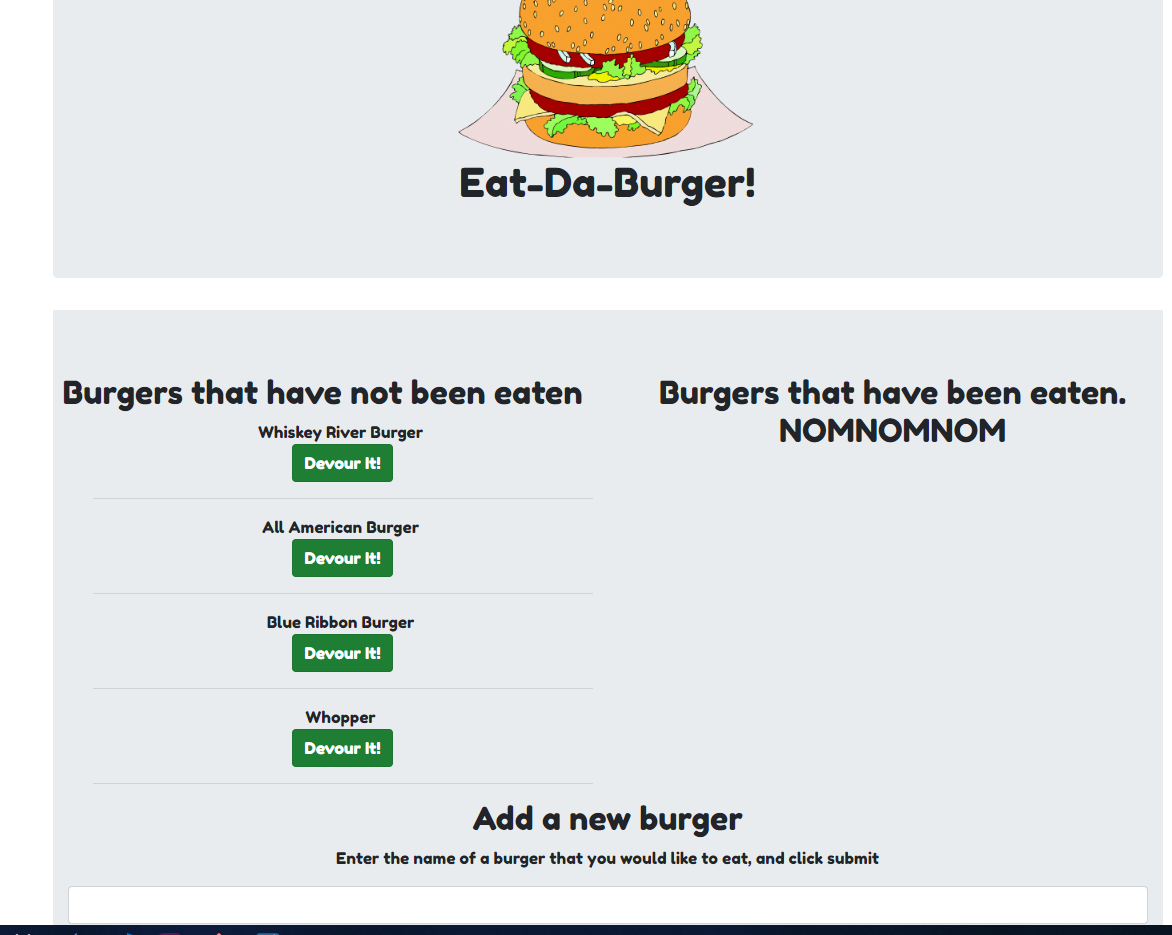 Eat-Da-Burger!
Burgers that have not been eaten
Whiskey River Burger
Devour It!
All American Burger
Devour It!
Blue Ribbon Burger
Devour It!
Whopper
Devour It!
Burgers that have been eaten.
NOMNOMNOM
Add a new burger
Enter the name of a burger that you would like to eat, and click submit